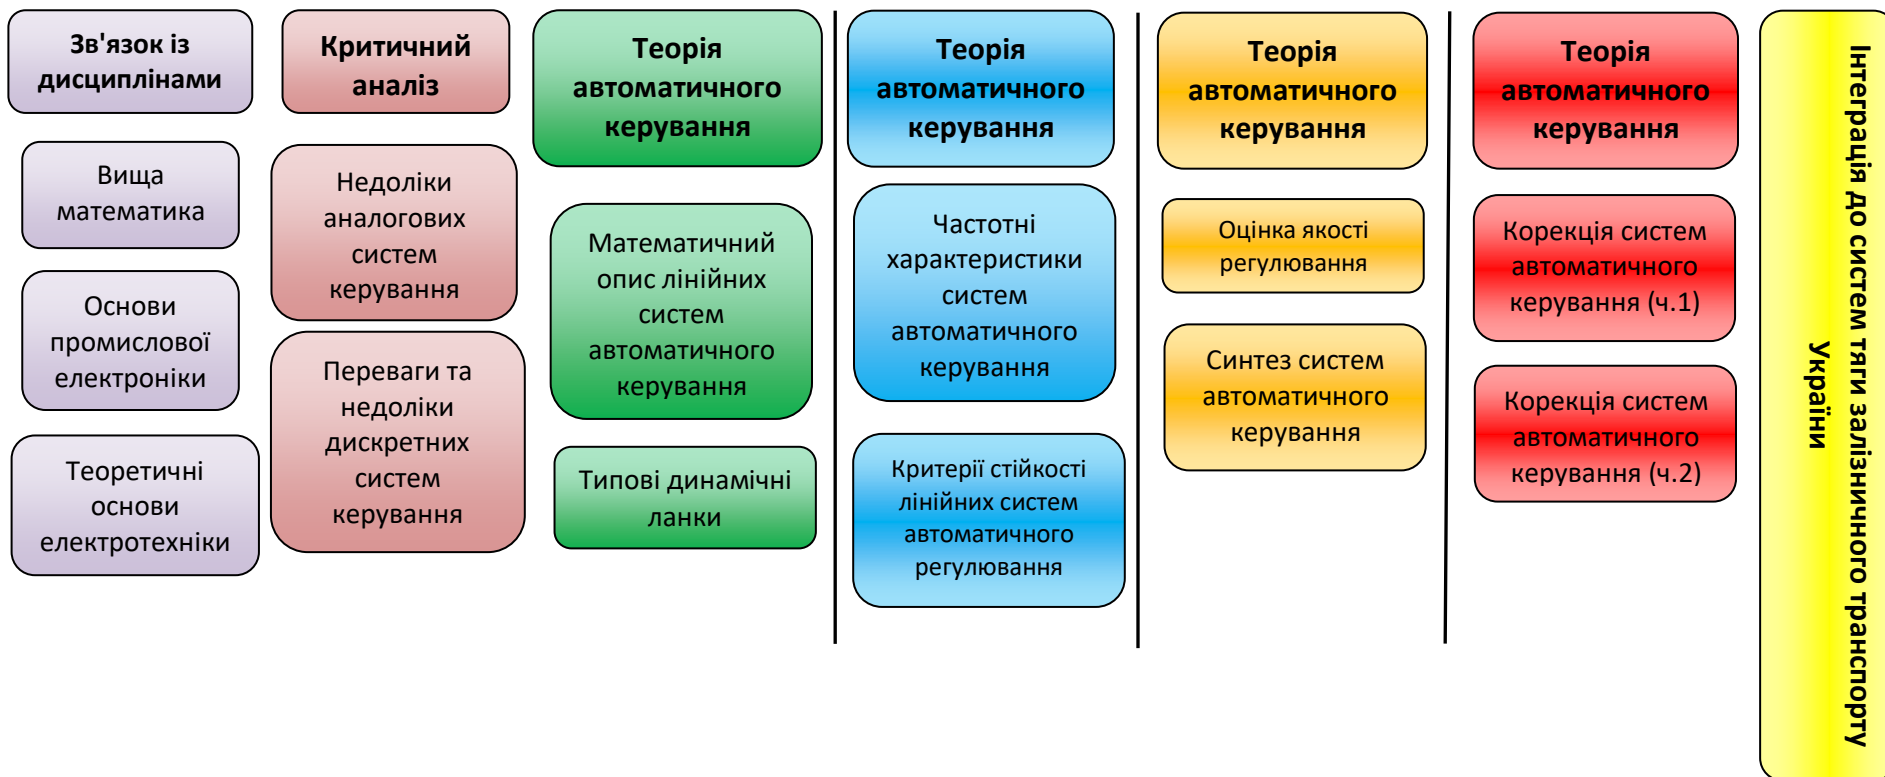 Зв'язок із
дисциплінами
Вища
математика
Основи
промислової
електроніки
Теоретичні
основи
електротехніки
Критичний
аналіз
Недоліки
аналогових
систем
керування
Переваги та
недоліки
дискретних
систем
керування
Теорія
автоматичного
керування
Математичний
опис лінійних
систем
автоматичного
керування
Типові динамічні
ланки
Теорія
автоматичного
керування
Частотні
характеристики
систем
автоматичного
керування
Критерії стійкості
лінійних систем
автоматичного
регулювання
Теорія
автоматичного
керування
Оцінка якості
регулювання
Синтез систем
автоматичного
керування
Теорія
автоматичного
керування
Корекція систем
автоматичного
керування (ч.1)
Корекція систем
автоматичного
керування (ч.2)
Інтеграція до систем тяги залізничного транспорту
України